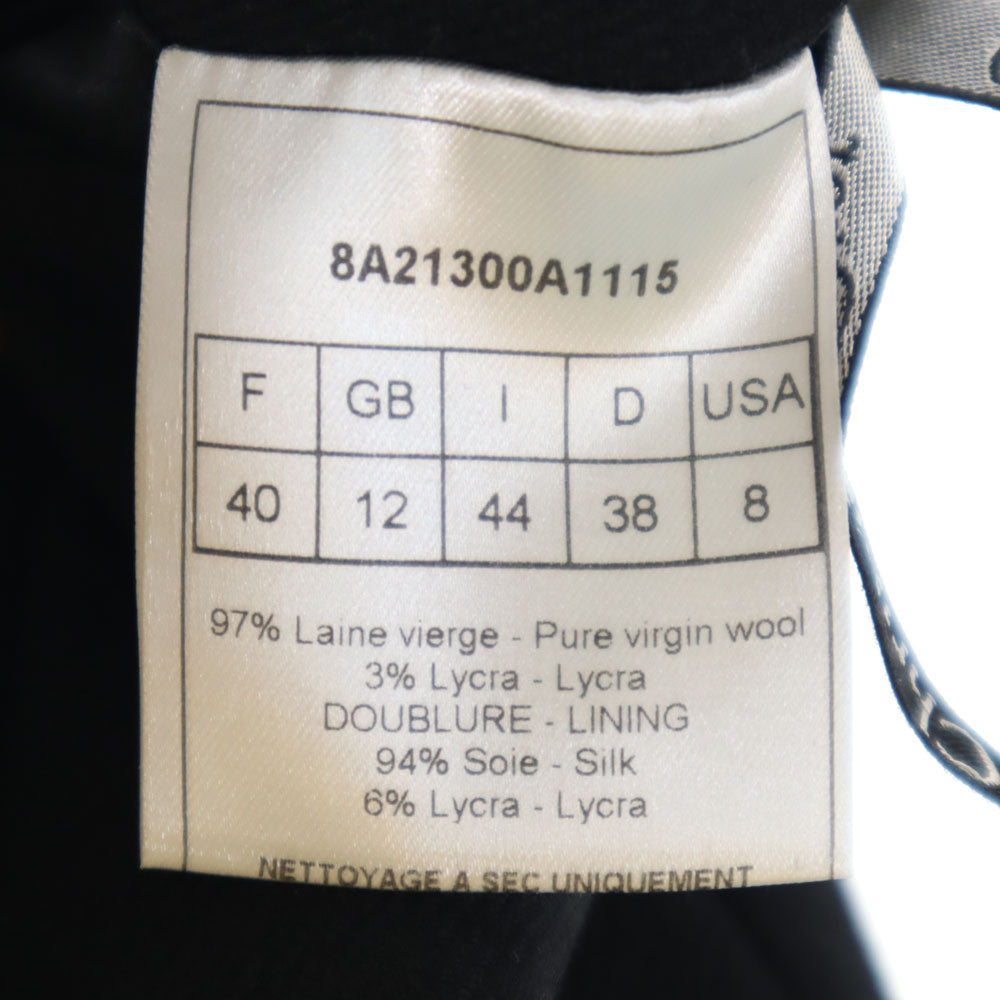 8A21300A1115
F GB I D USA
40 12 44 38 8
97% Laine vierge - Pure virgin wool
3% Lycra - Lycra
DOUBLURE - LINING
94% Soie - Silk
6% Lycra - Lycra
NETTOYAGE A SEC UNIQUEMENT